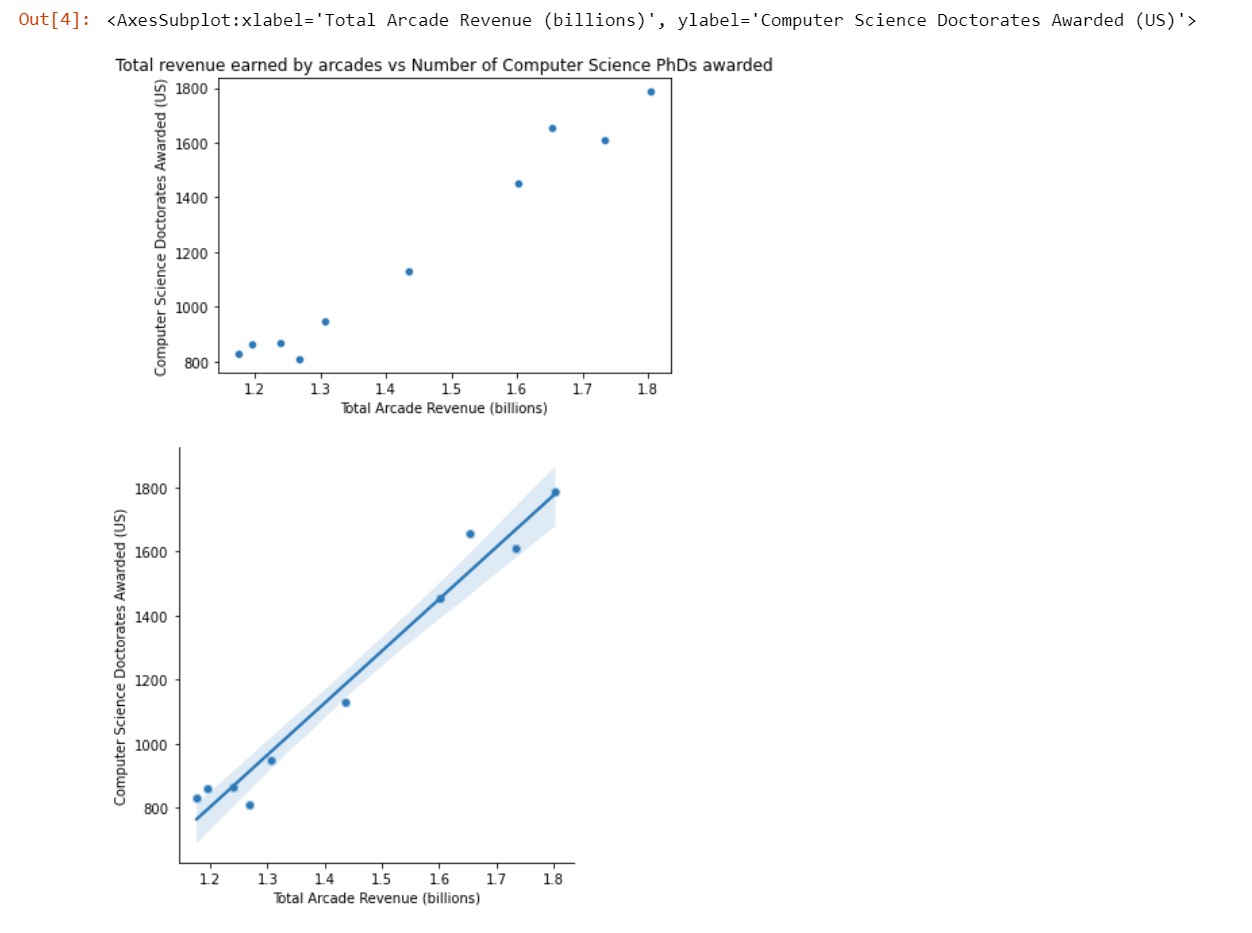 Out[4]: <AxesSubplot:xlabel='Total Arcade Revenue (billions)', ylabel='Computer Science Doctorates Awarded (US)'>
Total revenue earned by arcades vs Number of Computer Science PhDs awarded
Computer Science Doctorates Awarded (US)
1800
1600
1400
1200
1000
800
1.2 1.3 1.4 1.5 1.6 1.7 1.8
Total Arcade Revenue (billions)
Computer Science Doctorates Awarded (US)
1800
1600
1400
1200
1000
800
1.2 1.3 1.4 1.5 1.6 1.7 1.8
Total Arcade Revenue (billions)